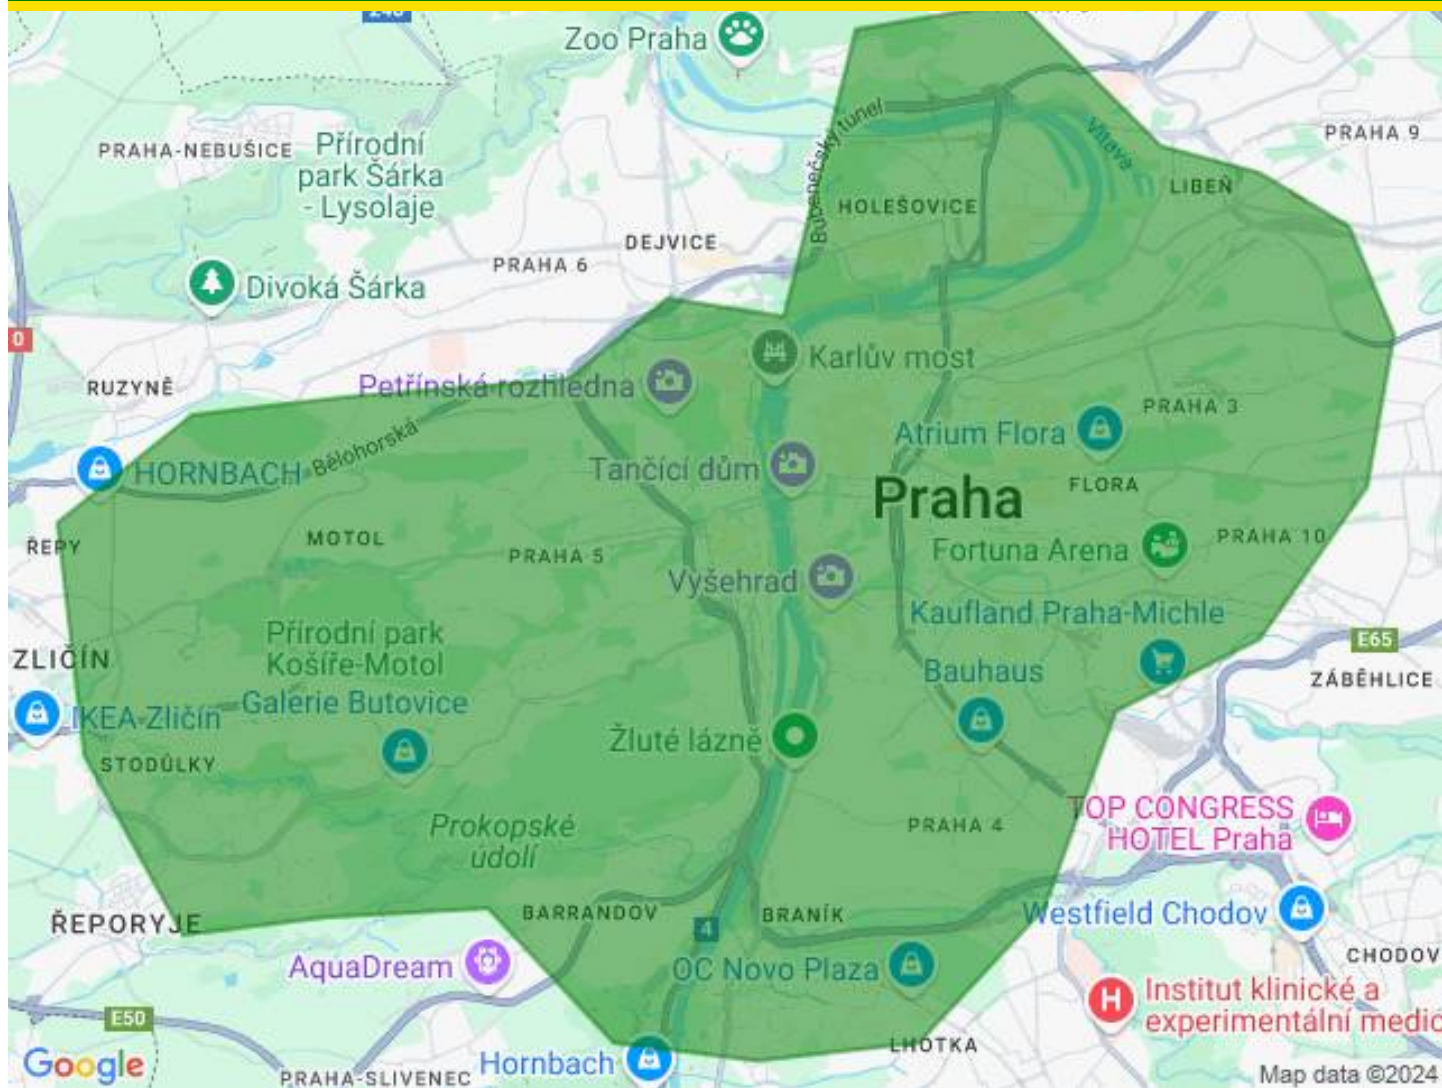 Zoo Praha
PRAHA 9
PRAHA-NEBUŠICE
Přírodní
park Šárka
- Lysolaje
Bubenečský tunel
Vltava
LIBEŇ
HOLEŠOVICE
DEJVICE
PRAHA 6
Divoká Šárka
0
Karlův most
RUZYNĚ
Petřínská rozhledna
PRAHA 3
Atrium Flora
Bělohorská
HORNBACH
Tančící dům
Praha
FLORA
MOTOL
ŘEPY
PRAHA 5
PRAHA 10
Fortuna Arena
Vyšehrad
Kaufland Praha-Michle
Přírodní park
Košíře-Motol
E65
ZLIČÍN
Bauhaus
ZÁBĚHLICE
Galerie Butovice
IKEA Zličín
Žluté lázně
STODŮLKY
TOP CONGRESS
HOTEL Praha
Prokopské
údolí
PRAHA 4
BARRANDOV
BRANÍK
Westfield Chodov
ŘEPORYJE
4
CHODOV
AquaDream
OC Novo Plaza
H
Institut klinické a
experimentální medic
E50
LHOTKA
Google
Hornbach
PRAHA-SLIVENEC
Map data ©2024